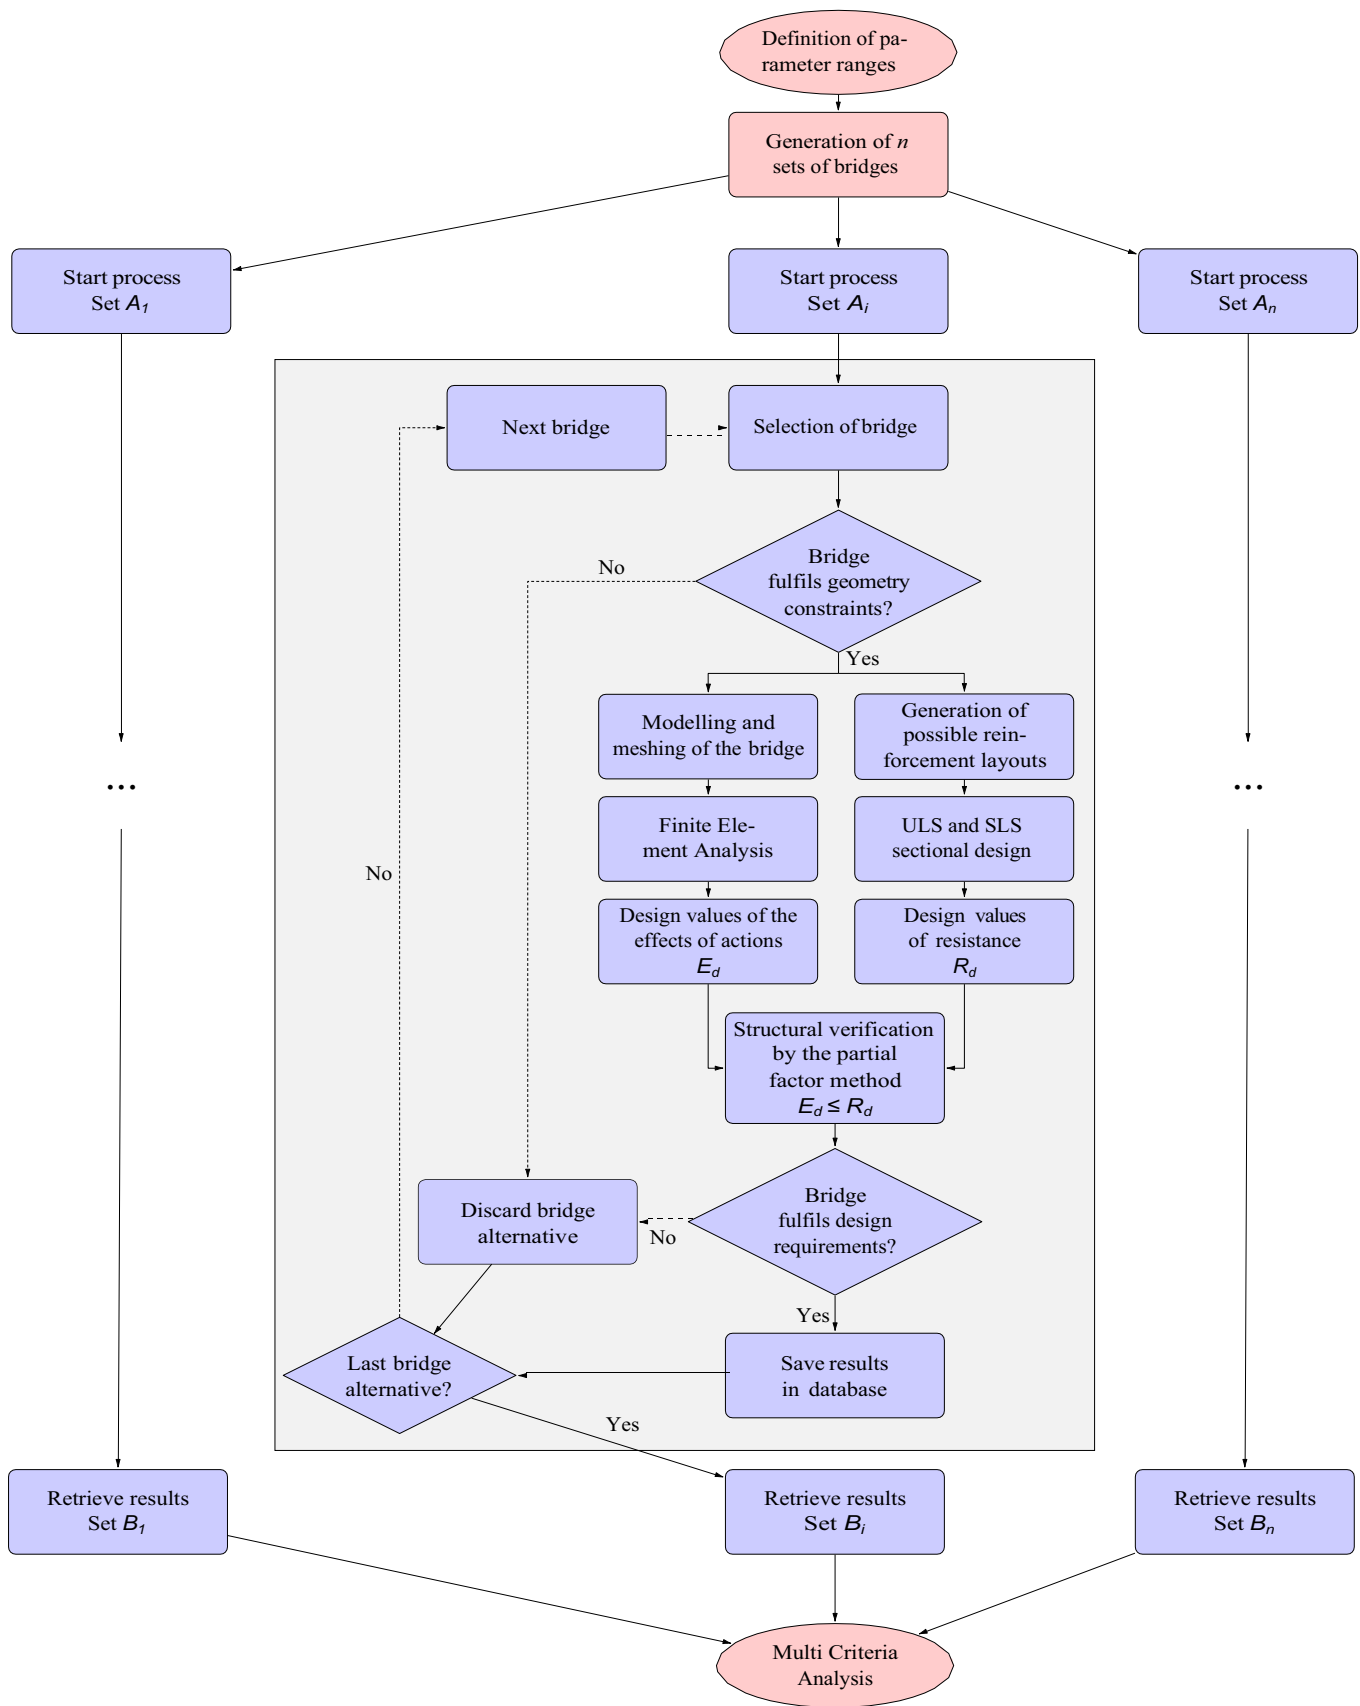 Definition of pa-
rameter ranges
Generation of n
sets of bridges
Start process
Set A1
Start process
Set Ai
Start process
Set An
Next bridge
Selection of bridge
Bridge
fulfils geometry
constraints?
No
Yes
Modelling and
meshing of the bridge
Generation of
possible rein-
forcement layouts
...
...
Finite Ele-
ment Analysis
ULS and SLS
sectional design
No
Design values of the
effects of actions
Ed
Design values
of resistance
Rd
Structural verification
by the partial
factor method
Ed ≤ Rd
Discard bridge
alternative
No
Bridge
fulfils design
requirements?
Yes
Last bridge
alternative?
Save results
in database
Yes
Retrieve results
Set B1
Retrieve results
Set Bi
Retrieve results
Set Bn
Multi Criteria
Analysis